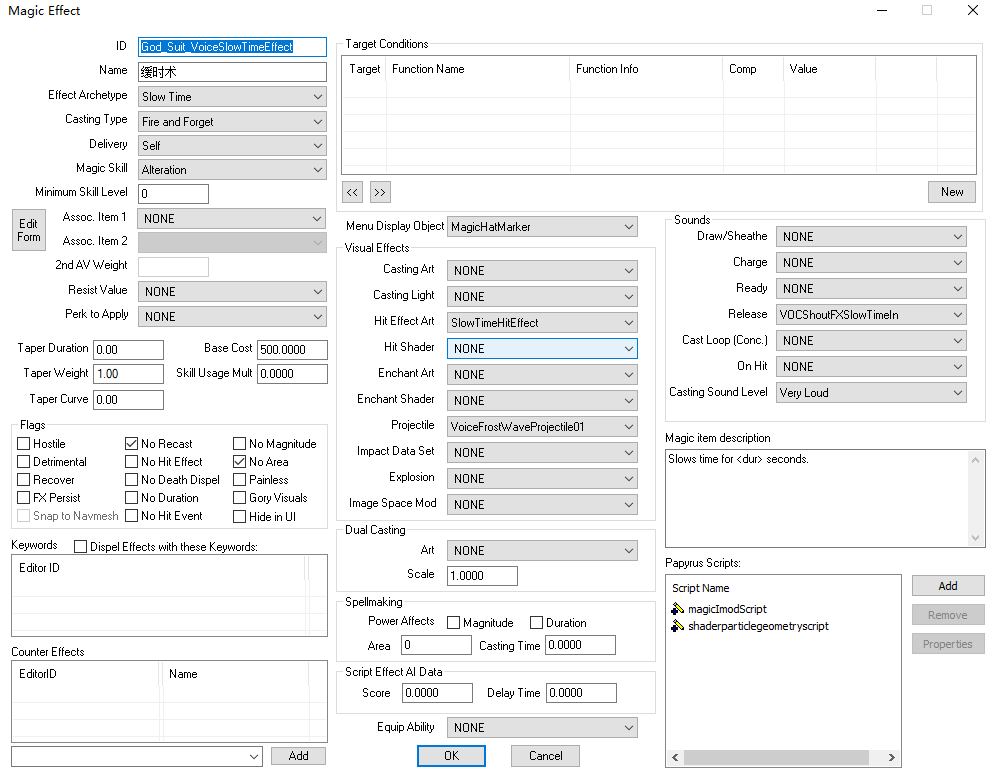 Magic Effect
ID God_Suit_VoiceSlowTimeEffect
Name 缓时术
Effect Archetype Slow Time
Casting Type Fire and Forget
Delivery Self
Magic Skill Alteration
Minimum Skill Level 0
Edit Form
Assoc. Item 1 NONE
Assoc. Item 2
2nd AV Weight
Resist Value NONE
Perk to Apply NONE
Taper Duration 0.00 Base Cost 500.0000
Taper Weight 1.00 Skill Usage Mult 0.0000
Taper Curve 0.00
Flags
Hostile No Recast No Magnitude
Detrimental No Hit Effect No Area
Recover No Death Dispel Painless
FX Persist No Duration Gory Visuals
Snap to Navmesh No Hit Event Hide in UI
Keywords Dispel Effects with these Keywords:
Editor ID
Counter Effects
EditorID Name
Add
Target Conditions
Target Function Name Function Info Comp Value
<< >> New
Menu Display Object MagicHatMarker
Visual Effects
Casting Art NONE
Casting Light NONE
Hit Effect Art SlowTimeHitEffect
Hit Shader NONE
Enchant Art NONE
Enchant Shader NONE
Projectile VoiceFrostWaveProjectile01
Impact Data Set NONE
Explosion NONE
Image Space Mod NONE
Dual Casting
Art NONE
Scale 1.0000
Spellmaking
Power Affects Magnitude Duration
Area 0 Casting Time 0.0000
Script Effect AI Data
Score 0.0000 Delay Time 0.0000
Equip Ability NONE
OK Cancel
Sounds
Draw/Sheathe NONE
Charge NONE
Ready NONE
Release VOCShoutFXSlowTimeIn
Cast Loop (Conc.) NONE
On Hit NONE
Casting Sound Level Very Loud
Magic item description
Slows time for <dur> seconds.
Papyrus Scripts:
Script Name
magicImodScript
shaderparticlegeometryscript
Add
Remove
Properties